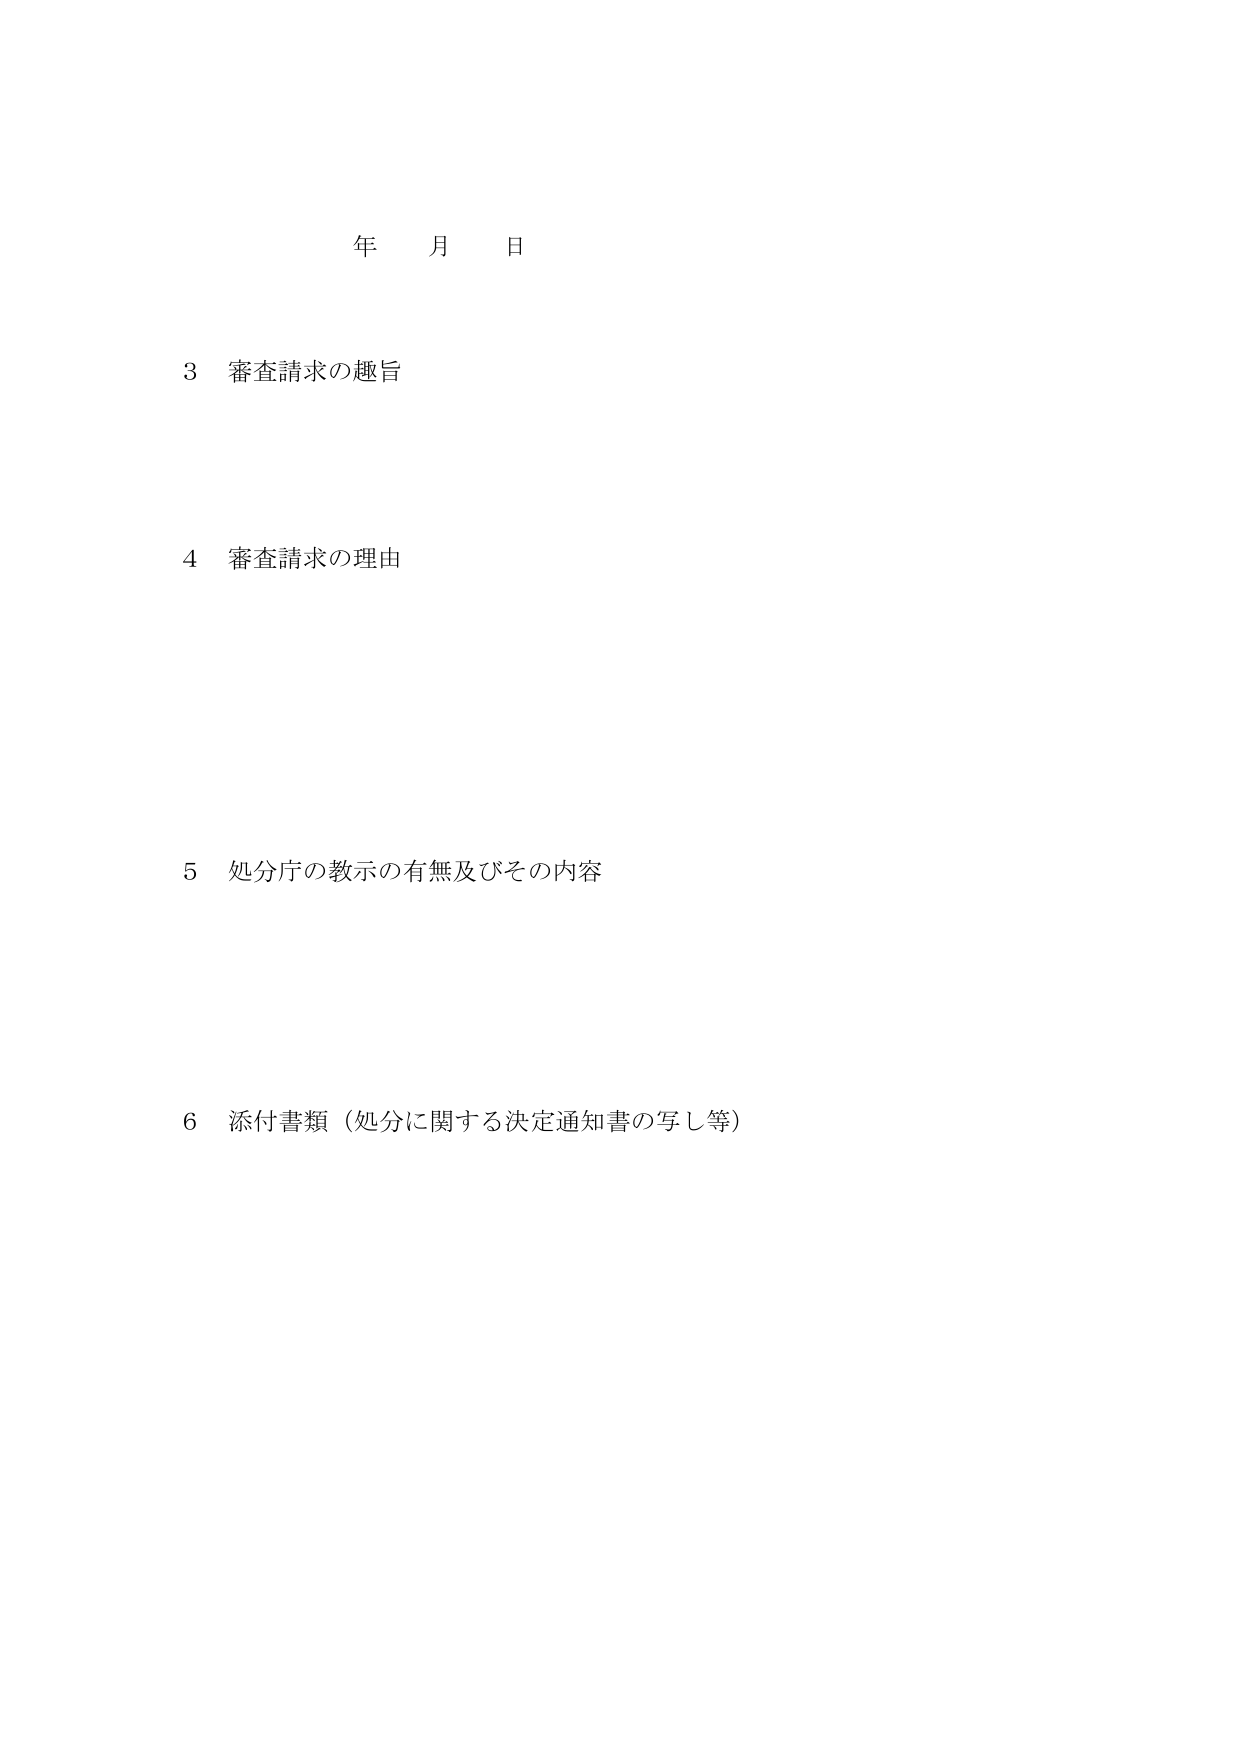 年　　月　　日
３　審査請求の趣旨
４　審査請求の理由
５　処分庁の教示の有無及びその内容
６　添付書類（処分に関する決定通知書の写し等）